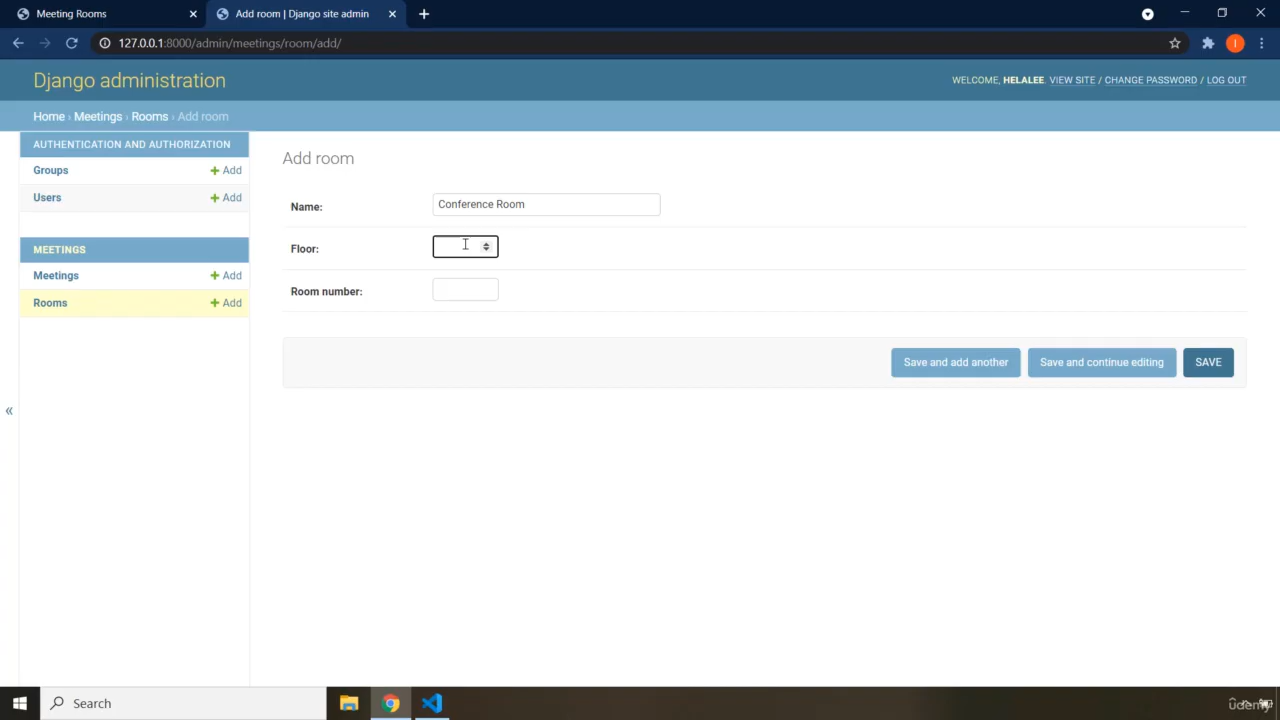 Meeting Rooms
Add room | Django site admin
127.0.0.1:8000/admin/meetings/room/add/
Django administration
WELCOME, HELALEE. VIEW SITE / CHANGE PASSWORD / LOG OUT
Home › Meetings › Rooms › Add room
AUTHENTICATION AND AUTHORIZATION
Groups + Add
Users + Add
MEETINGS
Meetings + Add
Rooms + Add
«
Add room
Name: Conference Room
Floor:
Room number:
Save and add another Save and continue editing SAVE
Search
udemy